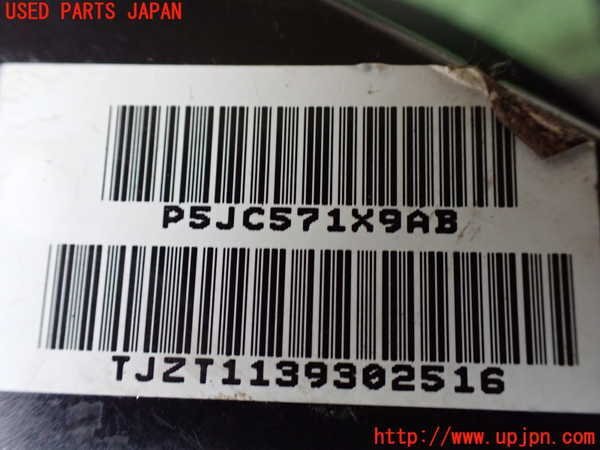 USED PARTS JAPAN
P5JC571X9AB
TJZT1139302516
http://www.upjpn.com/